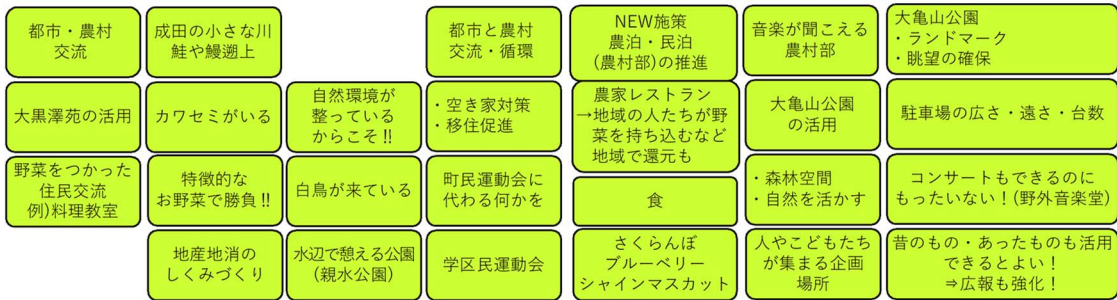 都市・農村
交流
大黒澤苑の活用
野菜をつかった
住民交流
例)料理教室
成田の小さな川
鮭や鰻遡上
カワセミがいる
特徴的な
お野菜で勝負!!
地産地消の
しくみづくり
自然環境が
整っている
からこそ!!
白鳥が来ている
水辺で憩える公園
(親水公園)
都市と農村
交流・循環
・空き家対策
・移住促進
町民運動会に
代わる何かを
学区民運動会
NEW施策
農泊・民泊
(農村部)の推進
農家レストラン
→地域の人たちが野
菜を持ち込むなど
地域で還元も
食
さくらんぼ
ブルーベリー
シャインマスカット
音楽が聞こえる
農村部
大亀山公園
の活用
・森林空間
・自然を活かす
人やこどもたち
が集まる企画
場所
大亀山公園
・ランドマーク
・眺望の確保
駐車場の広さ・遠さ・台数
コンサートもできるのに
もったいない！(野外音楽堂)
昔のもの・あったものも活用
できるとよい！
⇒広報も強化！